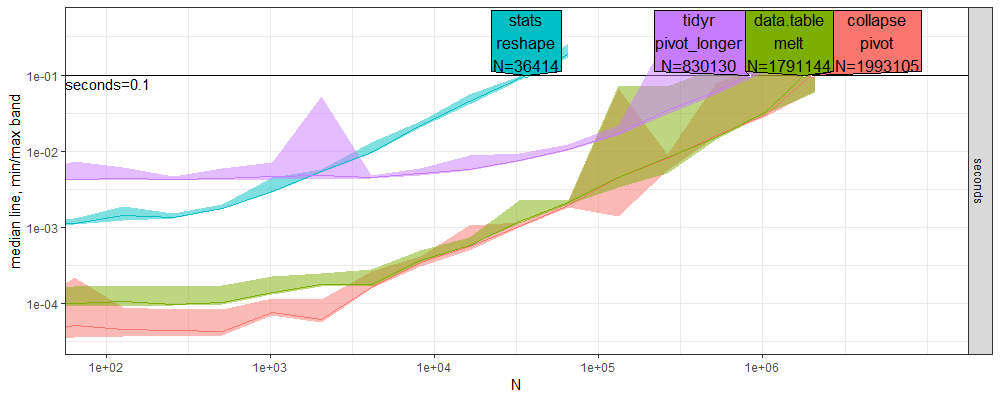 stats
reshape
N=36414
tidyr
pivot_longer
N=830130
data.table
melt
N=1791144
collapse
pivot
N=1993105
seconds=0.1
median line, min/max band
1e-01
1e-02
1e-03
1e-04
1e+02 1e+03 1e+04 1e+05 1e+06
N
seconds